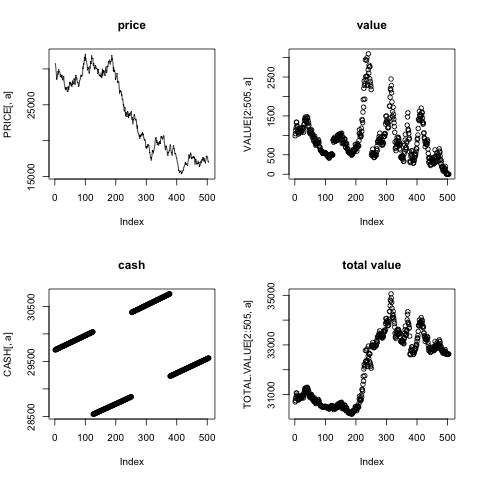 price
PRICE[, a]
15000 25000
0 100 200 300 400 500
Index
value
VALUE[2:505, a]
0 500 1500 2500
0 100 200 300 400 500
Index
cash
CASH[, a]
28500 29500 30500
0 100 200 300 400 500
Index
total value
TOTAL.VALUE[2:505, a]
31000 33000 35000
0 100 200 300 400 500
Index